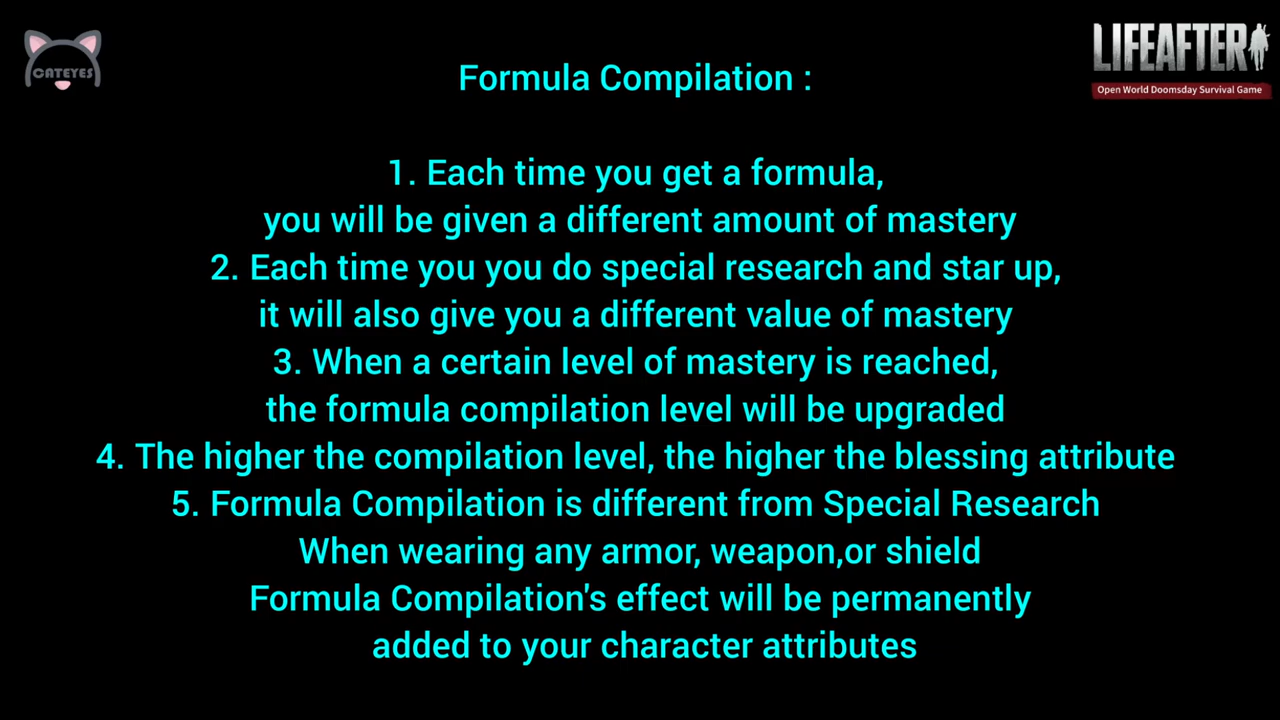 CATEYES
LIFEAFTER
Open World Doomsday Survival Game
Formula Compilation :
1. Each time you get a formula,
you will be given a different amount of mastery
2. Each time you you do special research and star up,
it will also give you a different value of mastery
3. When a certain level of mastery is reached,
the formula compilation level will be upgraded
4. The higher the compilation level, the higher the blessing attribute
5. Formula Compilation is different from Special Research
When wearing any armor, weapon,or shield
Formula Compilation's effect will be permanently
added to your character attributes